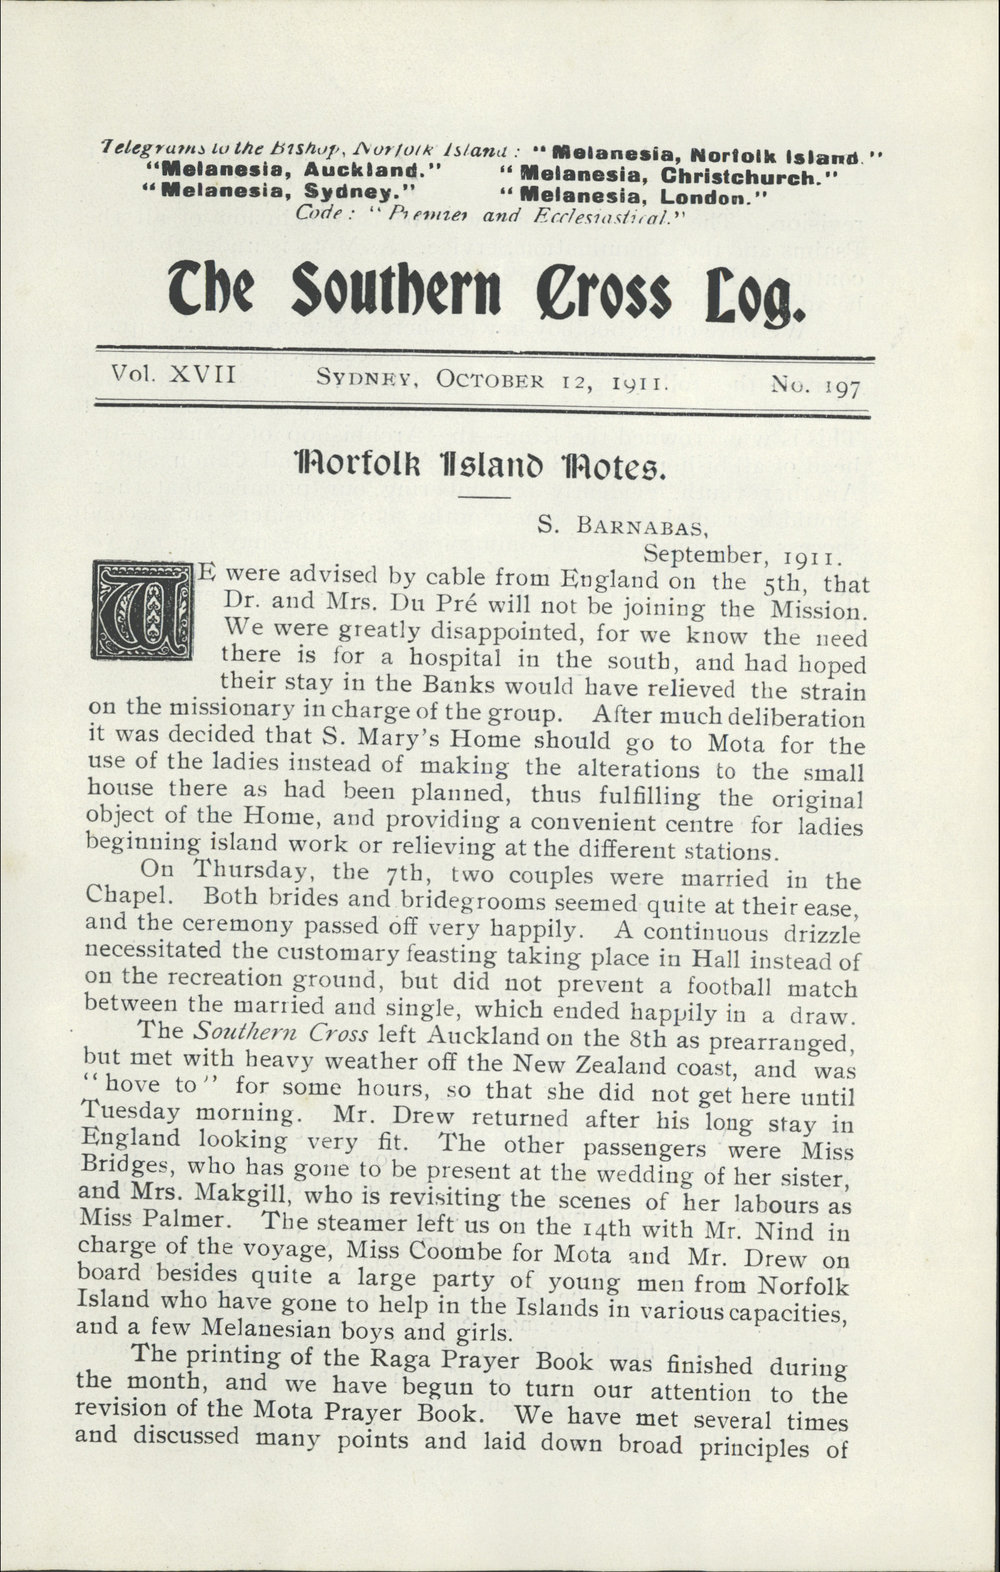 Telegrams to the Bishop, Norfolk Island : "Melanesia, Norfolk Island."
"Melanesia, Auckland." "Melanesia, Christchurch."
"Melanesia, Sydney." "Melanesia, London."
Code : "Premier and Ecclesiastical."
The Southern Cross Log.
Vol. XVII SYDNEY, OCTOBER 12, 1911. No. 197
Norfolk Island Notes.
S. BARNABAS,
September, 1911.
WE were advised by cable from England on the 5th, that
Dr. and Mrs. Du Pré will not be joining the Mission.
We were greatly disappointed, for we know the need
there is for a hospital in the south, and had hoped
their stay in the Banks would have relieved the strain
on the missionary in charge of the group. After much deliberation
it was decided that S. Mary's Home should go to Mota for the
use of the ladies instead of making the alterations to the small
house there as had been planned, thus fulfilling the original
object of the Home, and providing a convenient centre for ladies
beginning island work or relieving at the different stations.
On Thursday, the 7th, two couples were married in the
Chapel. Both brides and bridegrooms seemed quite at their ease,
and the ceremony passed off very happily. A continuous drizzle
necessitated the customary feasting taking place in Hall instead of
on the recreation ground, but did not prevent a football match
between the married and single, which ended happily in a draw.
The Southern Cross left Auckland on the 8th as prearranged,
but met with heavy weather off the New Zealand coast, and was
"hove to" for some hours, so that she did not get here until
Tuesday morning. Mr. Drew returned after his long stay in
England looking very fit. The other passengers were Miss
Bridges, who has gone to be present at the wedding of her sister,
and Mrs. Makgill, who is revisiting the scenes of her labours as
Miss Palmer. The steamer left us on the 14th with Mr. Nind in
charge of the voyage, Miss Coombe for Mota and Mr. Drew on
board besides quite a large party of young men from Norfolk
Island who have gone to help in the Islands in various capacities,
and a few Melanesian boys and girls.
The printing of the Raga Prayer Book was finished during
the month, and we have begun to turn our attention to the
revision of the Mota Prayer Book. We have met several times
and discussed many points and laid down broad principles of